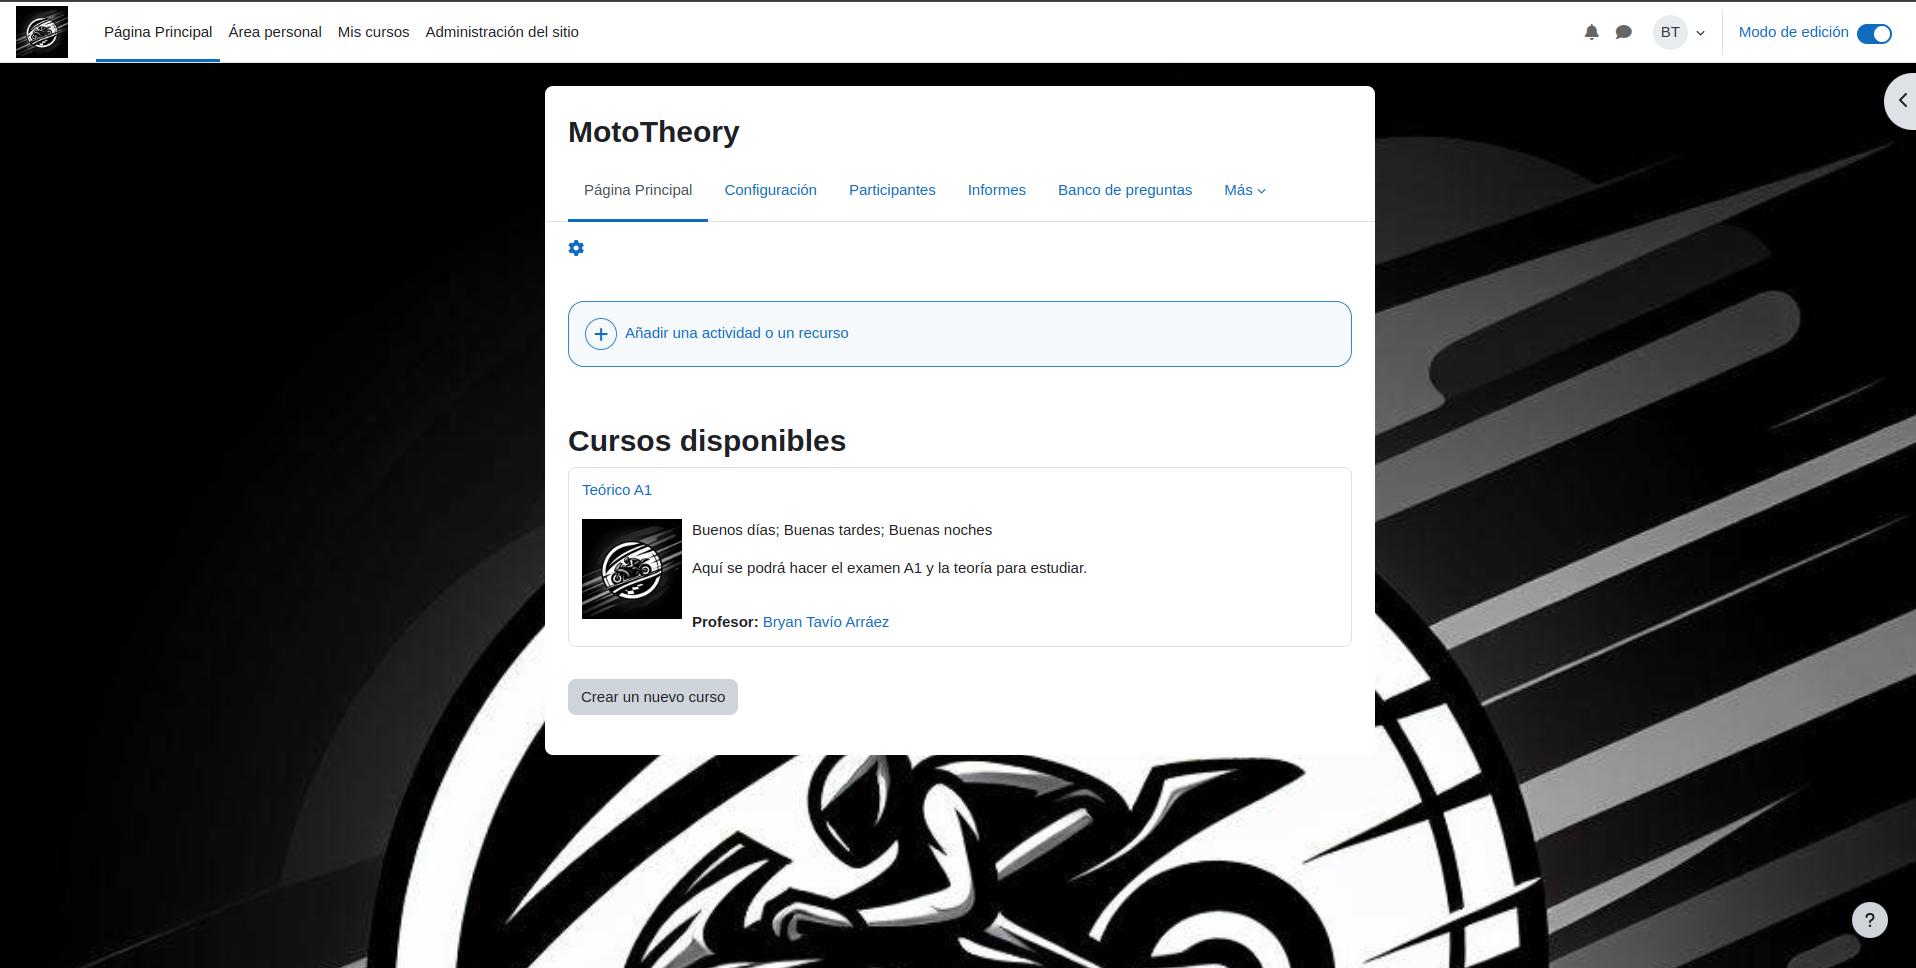 Página Principal Área personal Mis cursos Administración del sitio BT Modo de edición
MotoTheory
Página Principal Configuración Participantes Informes Banco de preguntas Más
Añadir una actividad o un recurso
Cursos disponibles
Teórico A1
Buenos días; Buenas tardes; Buenas noches
Aquí se podrá hacer el examen A1 y la teoría para estudiar.
Profesor: Bryan Tavío Arráez
Crear un nuevo curso
?